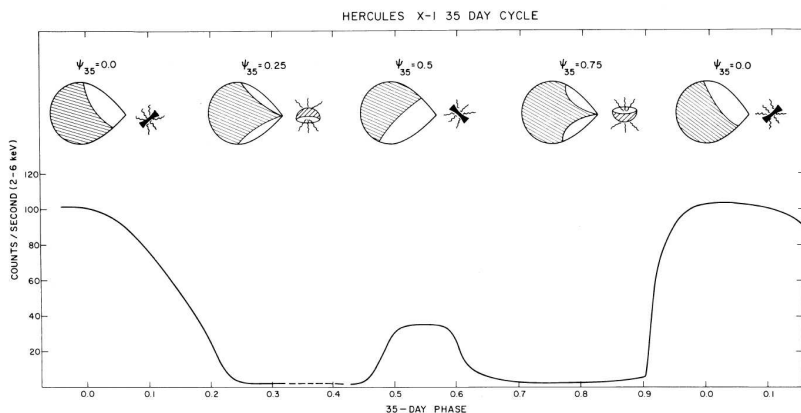 HERCULES X-1 35 DAY CYCLE
ψ35=0.0
ψ35=0.25
ψ35=0.5
ψ35=0.75
ψ35=0.0
COUNTS/SECOND (2-6 keV)
120
100
80
60
40
20
0.0 0.1 0.2 0.3 0.4 0.5 0.6 0.7 0.8 0.9 0.0 0.1
35-DAY PHASE